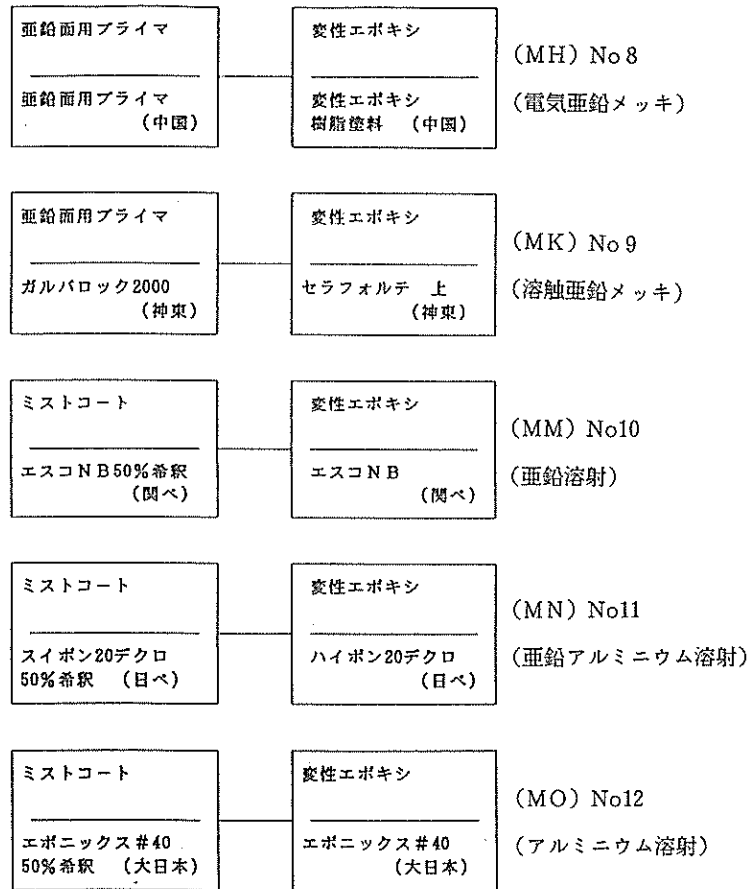 亜鉛面用プライマ
亜鉛面用プライマ
(中国)
変性エポキシ
変性エポキシ
樹脂塗料 (中国)
(MH) No8
(電気亜鉛メッキ)
亜鉛面用プライマ
ガルバロック2000
(神東)
変性エポキシ
セラフォルテ 上
(神東)
(MK) No9
(溶触亜鉛メッキ)
ミストコート
エスコNB50%希釈
(関ペ)
変性エポキシ
エスコNB
(関ペ)
(MM) No10
(亜鉛溶射)
ミストコート
スイポン20デクロ
50%希釈 (日ペ)
変性エポキシ
ハイポン20デクロ
(日ペ)
(MN) No11
(亜鉛アルミニウム溶射)
ミストコート
エポニックス#40
50%希釈 (大日本)
変性エポキシ
エポニックス#40
(大日本)
(MO) No12
(アルミニウム溶射)